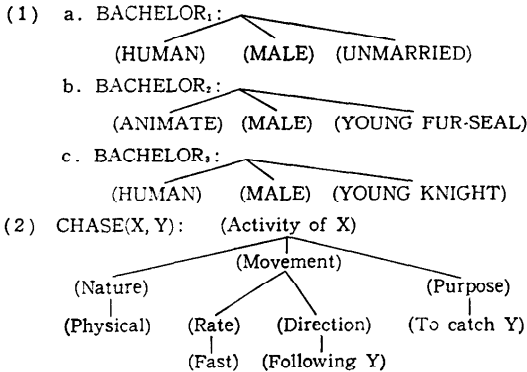 (1) a. BACHELOR₁:
(HUMAN) (MALE) (UNMARRIED)
b. BACHELOR₂:
(ANIMATE) (MALE) (YOUNG FUR-SEAL)
c. BACHELOR₃:
(HUMAN) (MALE) (YOUNG KNIGHT)
(2) CHASE(X, Y): (Activity of X)
(Movement)
(Nature) (Purpose)
(Physical) (Rate) (Direction) (To catch Y)
(Fast) (Following Y)